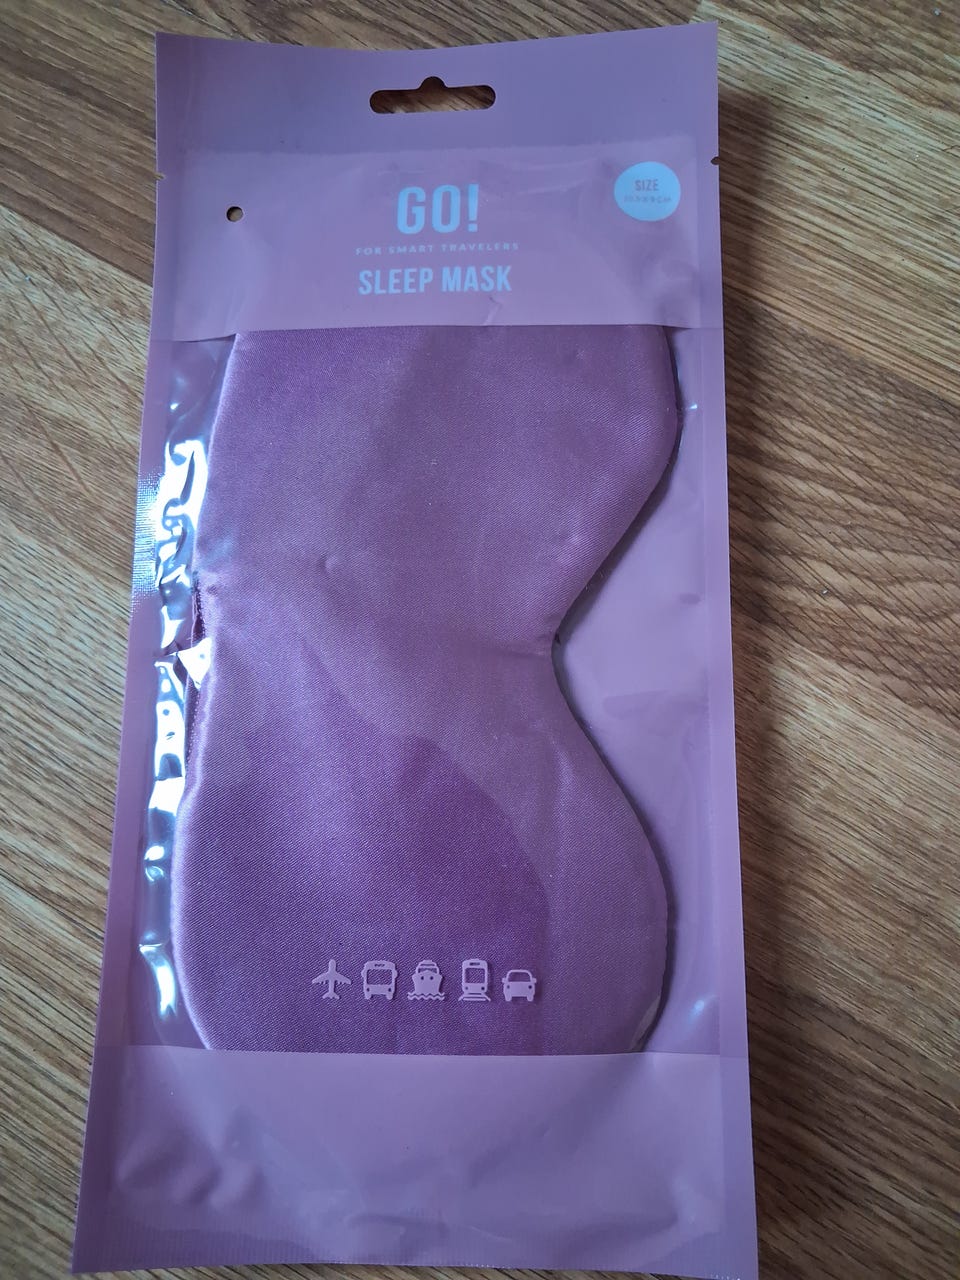 GO!
FOR SMART TRAVELERS
SLEEP MASK
SIZE